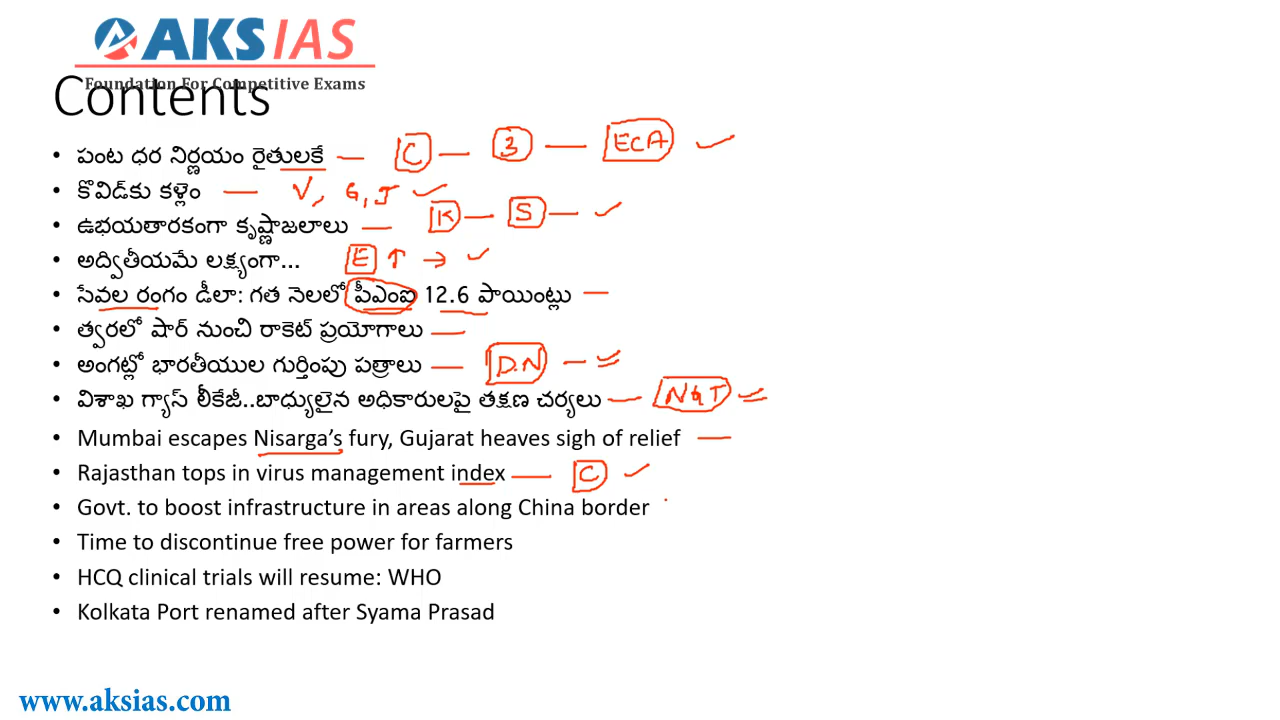 AKS IAS
Foundation For Competitive Exams
Contents
• పంట ధర నిర్ణయం రైతులకే — C — 3 — ECA
• కొవిడ్‌కు కళ్లెం — V, G, J
• ఉభయతారకంగా కృష్ణాజలాలు — K — S —
• అద్వితీయమే లక్ష్యంగా... E ↑ →
• సేవల రంగం డీలా: గత నెలలో పీఎంఐ 12.6 పాయింట్లు —
• త్వరలో షార్ నుంచి రాకెట్ ప్రయోగాలు —
• అంగట్లో భారతీయుల గుర్తింపు పత్రాలు — D.N —
• విశాఖ గ్యాస్ లీకేజీ..బాధ్యులైన అధికారులపై తక్షణ చర్యలు — NGT
• Mumbai escapes Nisarga's fury, Gujarat heaves sigh of relief —
• Rajasthan tops in virus management index — C
• Govt. to boost infrastructure in areas along China border
• Time to discontinue free power for farmers
• HCQ clinical trials will resume: WHO
• Kolkata Port renamed after Syama Prasad
www.aksias.com